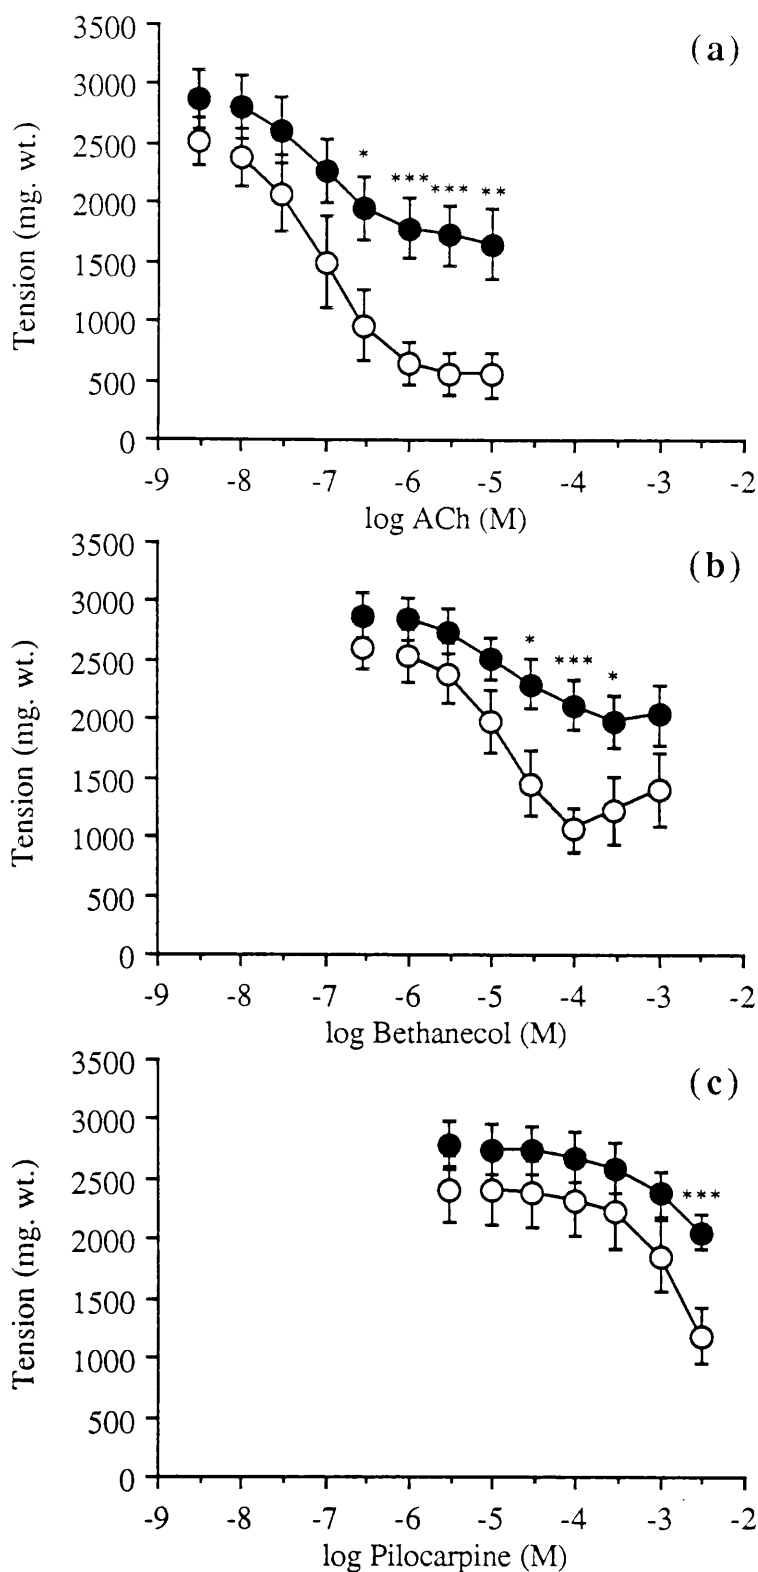 (a)
3500
3000
2500
2000
1500
1000
500
0
Tension (mg. wt.)
* *** *** **
-9 -8 -7 -6 -5 -4 -3 -2
log ACh (M)
(b)
3500
3000
2500
2000
1500
1000
500
0
Tension (mg. wt.)
* *** *
-9 -8 -7 -6 -5 -4 -3 -2
log Bethanecol (M)
(c)
3500
3000
2500
2000
1500
1000
500
0
Tension (mg. wt.)
***
-9 -8 -7 -6 -5 -4 -3 -2
log Pilocarpine (M)